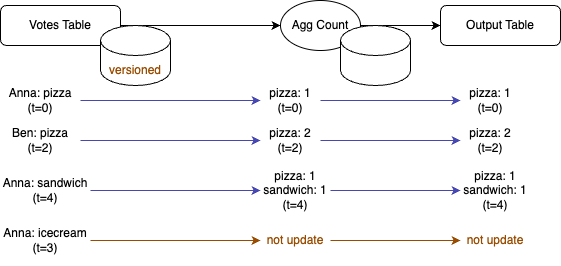 Votes Table
Agg Count
Output Table
versioned
Anna: pizza
(t=0)
pizza: 1
(t=0)
pizza: 1
(t=0)
Ben: pizza
(t=2)
pizza: 2
(t=2)
pizza: 2
(t=2)
Anna: sandwich
(t=4)
pizza: 1
sandwich: 1
(t=4)
pizza: 1
sandwich: 1
(t=4)
Anna: icecream
(t=3)
not update
not update